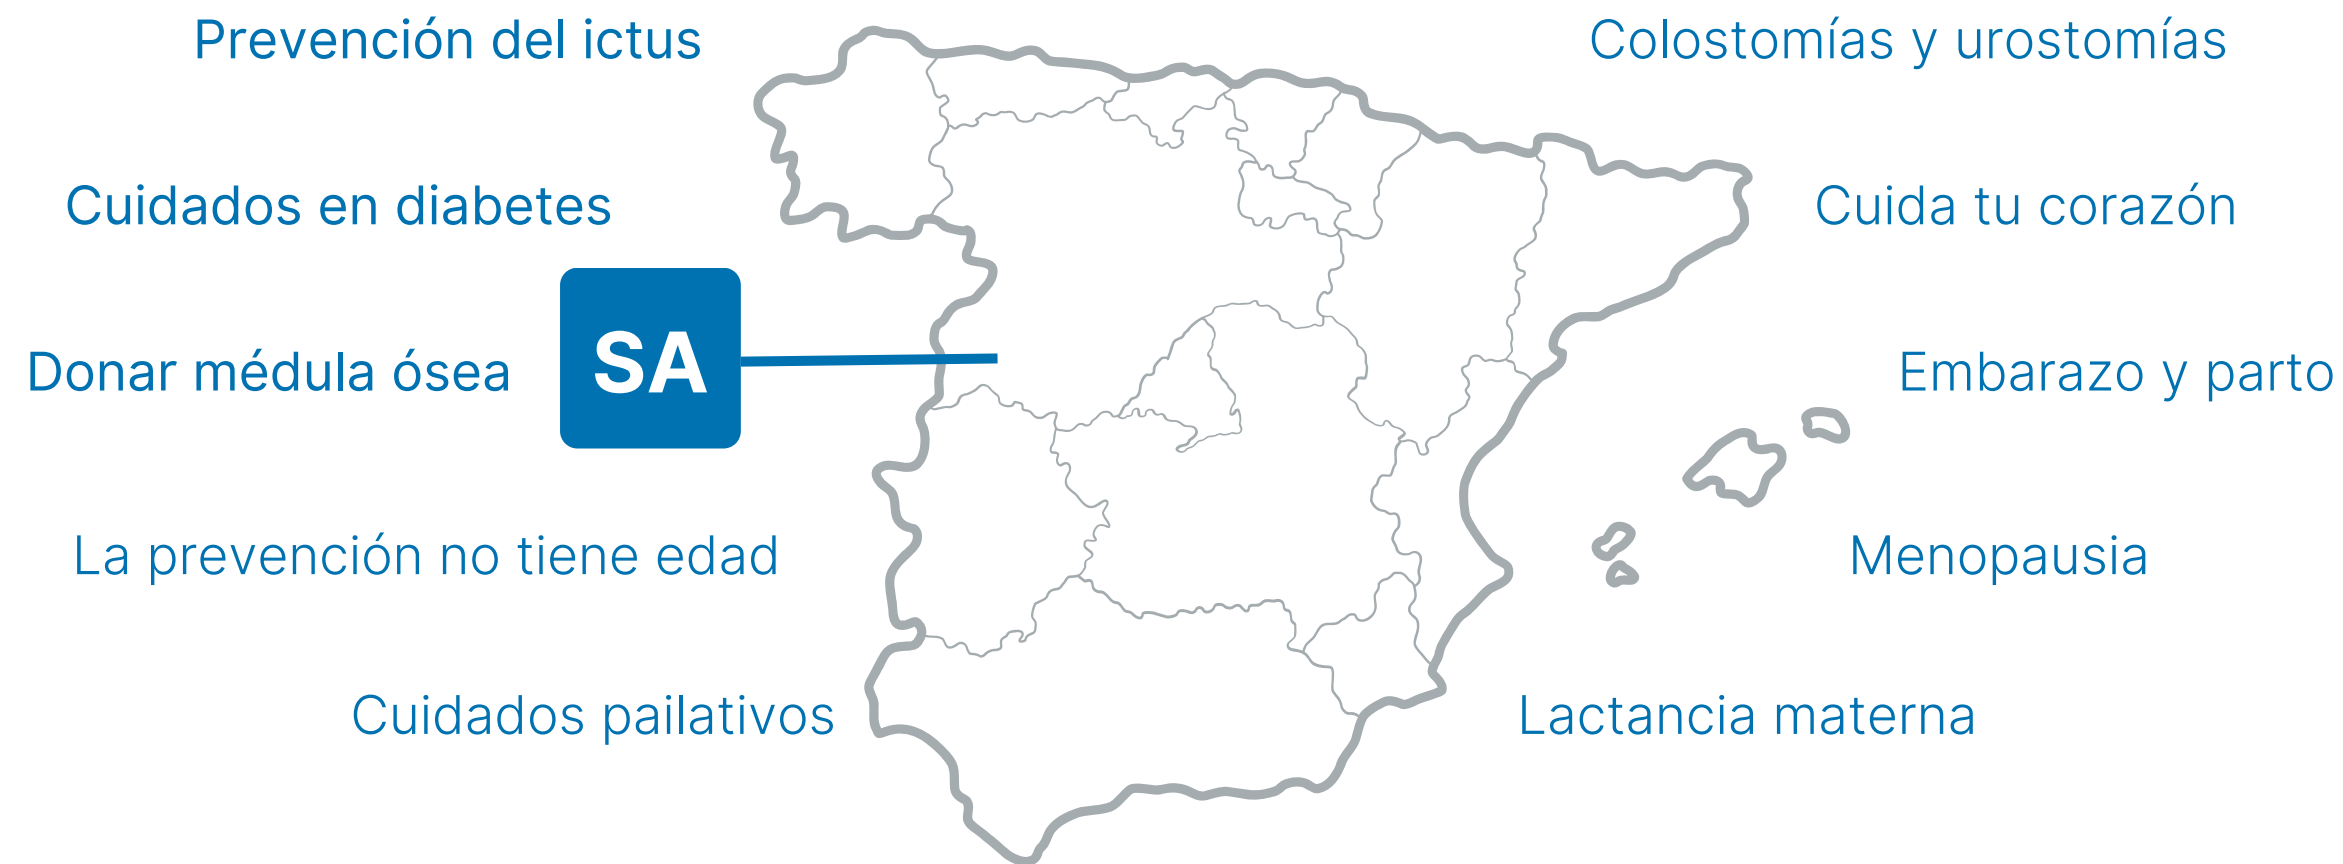 Prevención del ictus
Colostomías y urostomías
Cuidados en diabetes
Cuida tu corazón
Donar médula ósea
SA
Embarazo y parto
La prevención no tiene edad
Menopausia
Cuidados pailativos
Lactancia materna